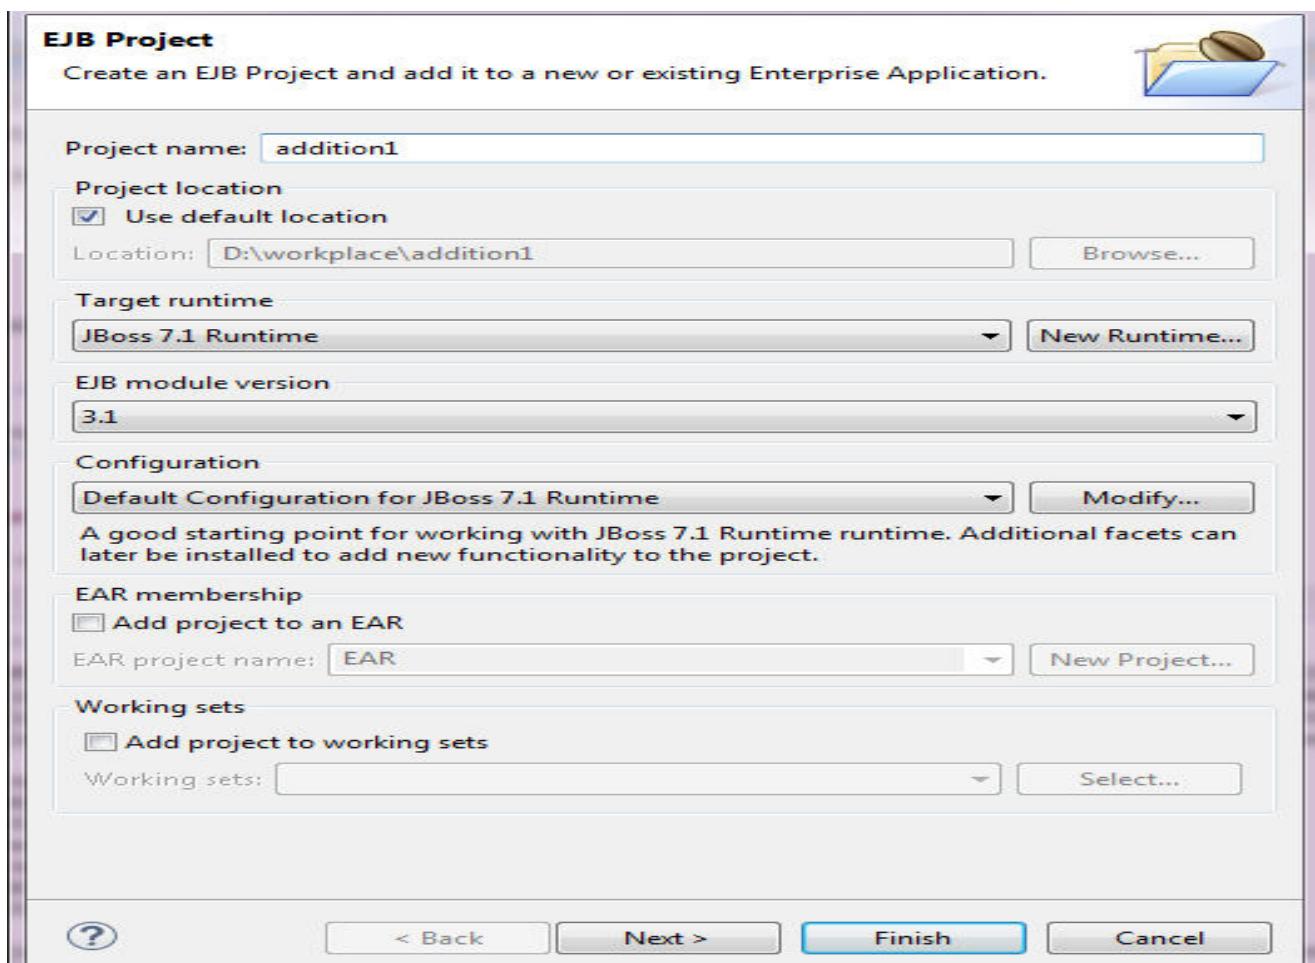 EJB Project
Create an EJB Project and add it to a new or existing Enterprise Application.
Project name: addition1
Project location
Use default location
Location: D:\workplace\addition1 Browse...
Target runtime
JBoss 7.1 Runtime New Runtime...
EJB module version
3.1
Configuration
Default Configuration for JBoss 7.1 Runtime Modify...
A good starting point for working with JBoss 7.1 Runtime runtime. Additional facets can
later be installed to add new functionality to the project.
EAR membership
Add project to an EAR
EAR project name: EAR New Project...
Working sets
Add project to working sets
Working sets: Select...
? < Back Next > Finish Cancel